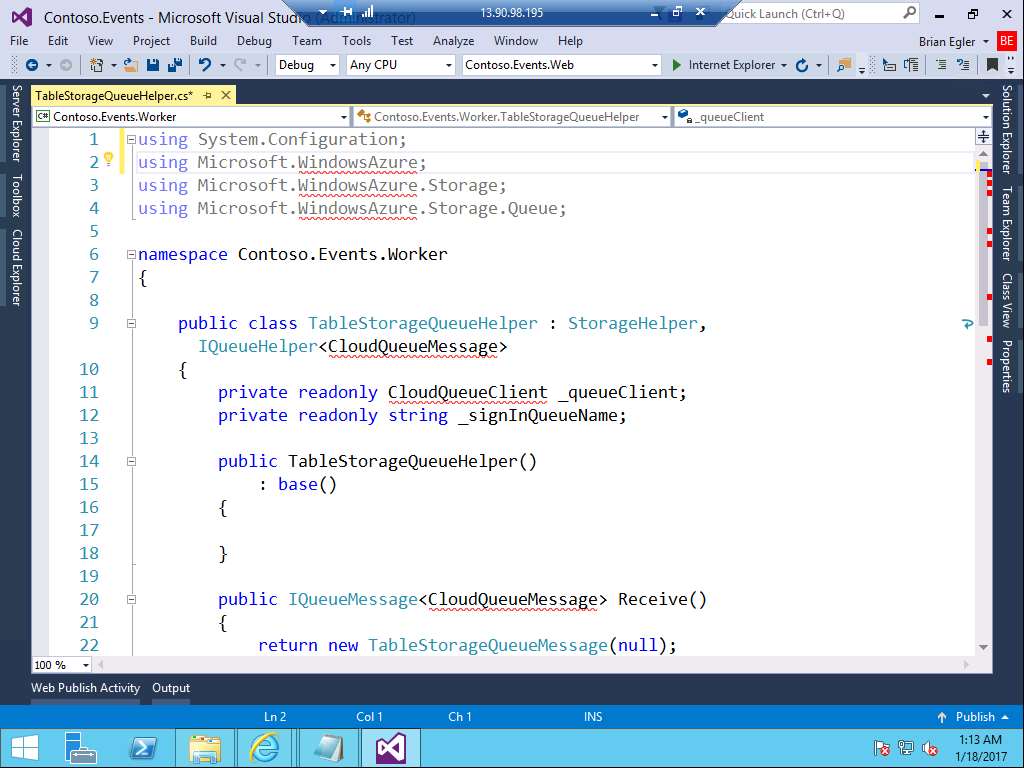 Contoso.Events - Microsoft Visual Studio (Administrator)
13.90.98.195
Quick Launch (Ctrl+Q)
File Edit View Project Build Debug Team Tools Test Analyze Window Help
Brian Egler
BE
Debug Any CPU Contoso.Events.Web Internet Explorer
TableStorageQueueHelper.cs*
C# Contoso.Events.Worker Contoso.Events.Worker.TableStorageQueueHelper _queueClient
Server Explorer
Toolbox
Cloud Explorer
1 using System.Configuration;
2 using Microsoft.WindowsAzure;
3 using Microsoft.WindowsAzure.Storage;
4 using Microsoft.WindowsAzure.Storage.Queue;
5
6 namespace Contoso.Events.Worker
7 {
8
9 public class TableStorageQueueHelper : StorageHelper,
IQueueHelper<CloudQueueMessage>
10 {
11 private readonly CloudQueueClient _queueClient;
12 private readonly string _signInQueueName;
13
14 public TableStorageQueueHelper()
15 : base()
16 {
17
18 }
19
20 public IQueueMessage<CloudQueueMessage> Receive()
21 {
22 return new TableStorageQueueMessage(null);
Solution Explorer
Team Explorer
Class View
Properties
100 %
Web Publish Activity Output
Ln 2 Col 1 Ch 1 INS Publish
1:13 AM
1/18/2017